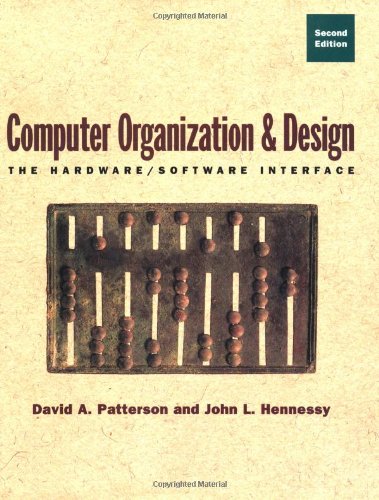 Copyrighted Material
Second
Edition
Computer Organization & Design
THE HARDWARE/SOFTWARE INTERFACE
David A. Patterson and John L. Hennessy
Copyrighted Material